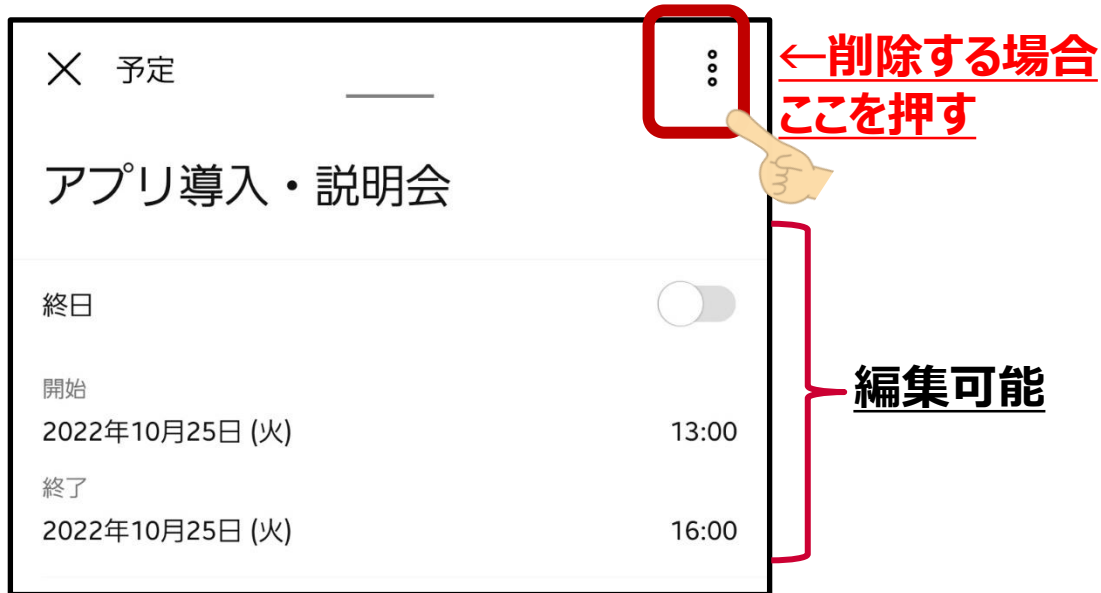 予定
←削除する場合
ここを押す
アプリ導入・説明会
終日
開始
2022年10月25日 (火) 13:00
編集可能
終了
2022年10月25日 (火) 16:00